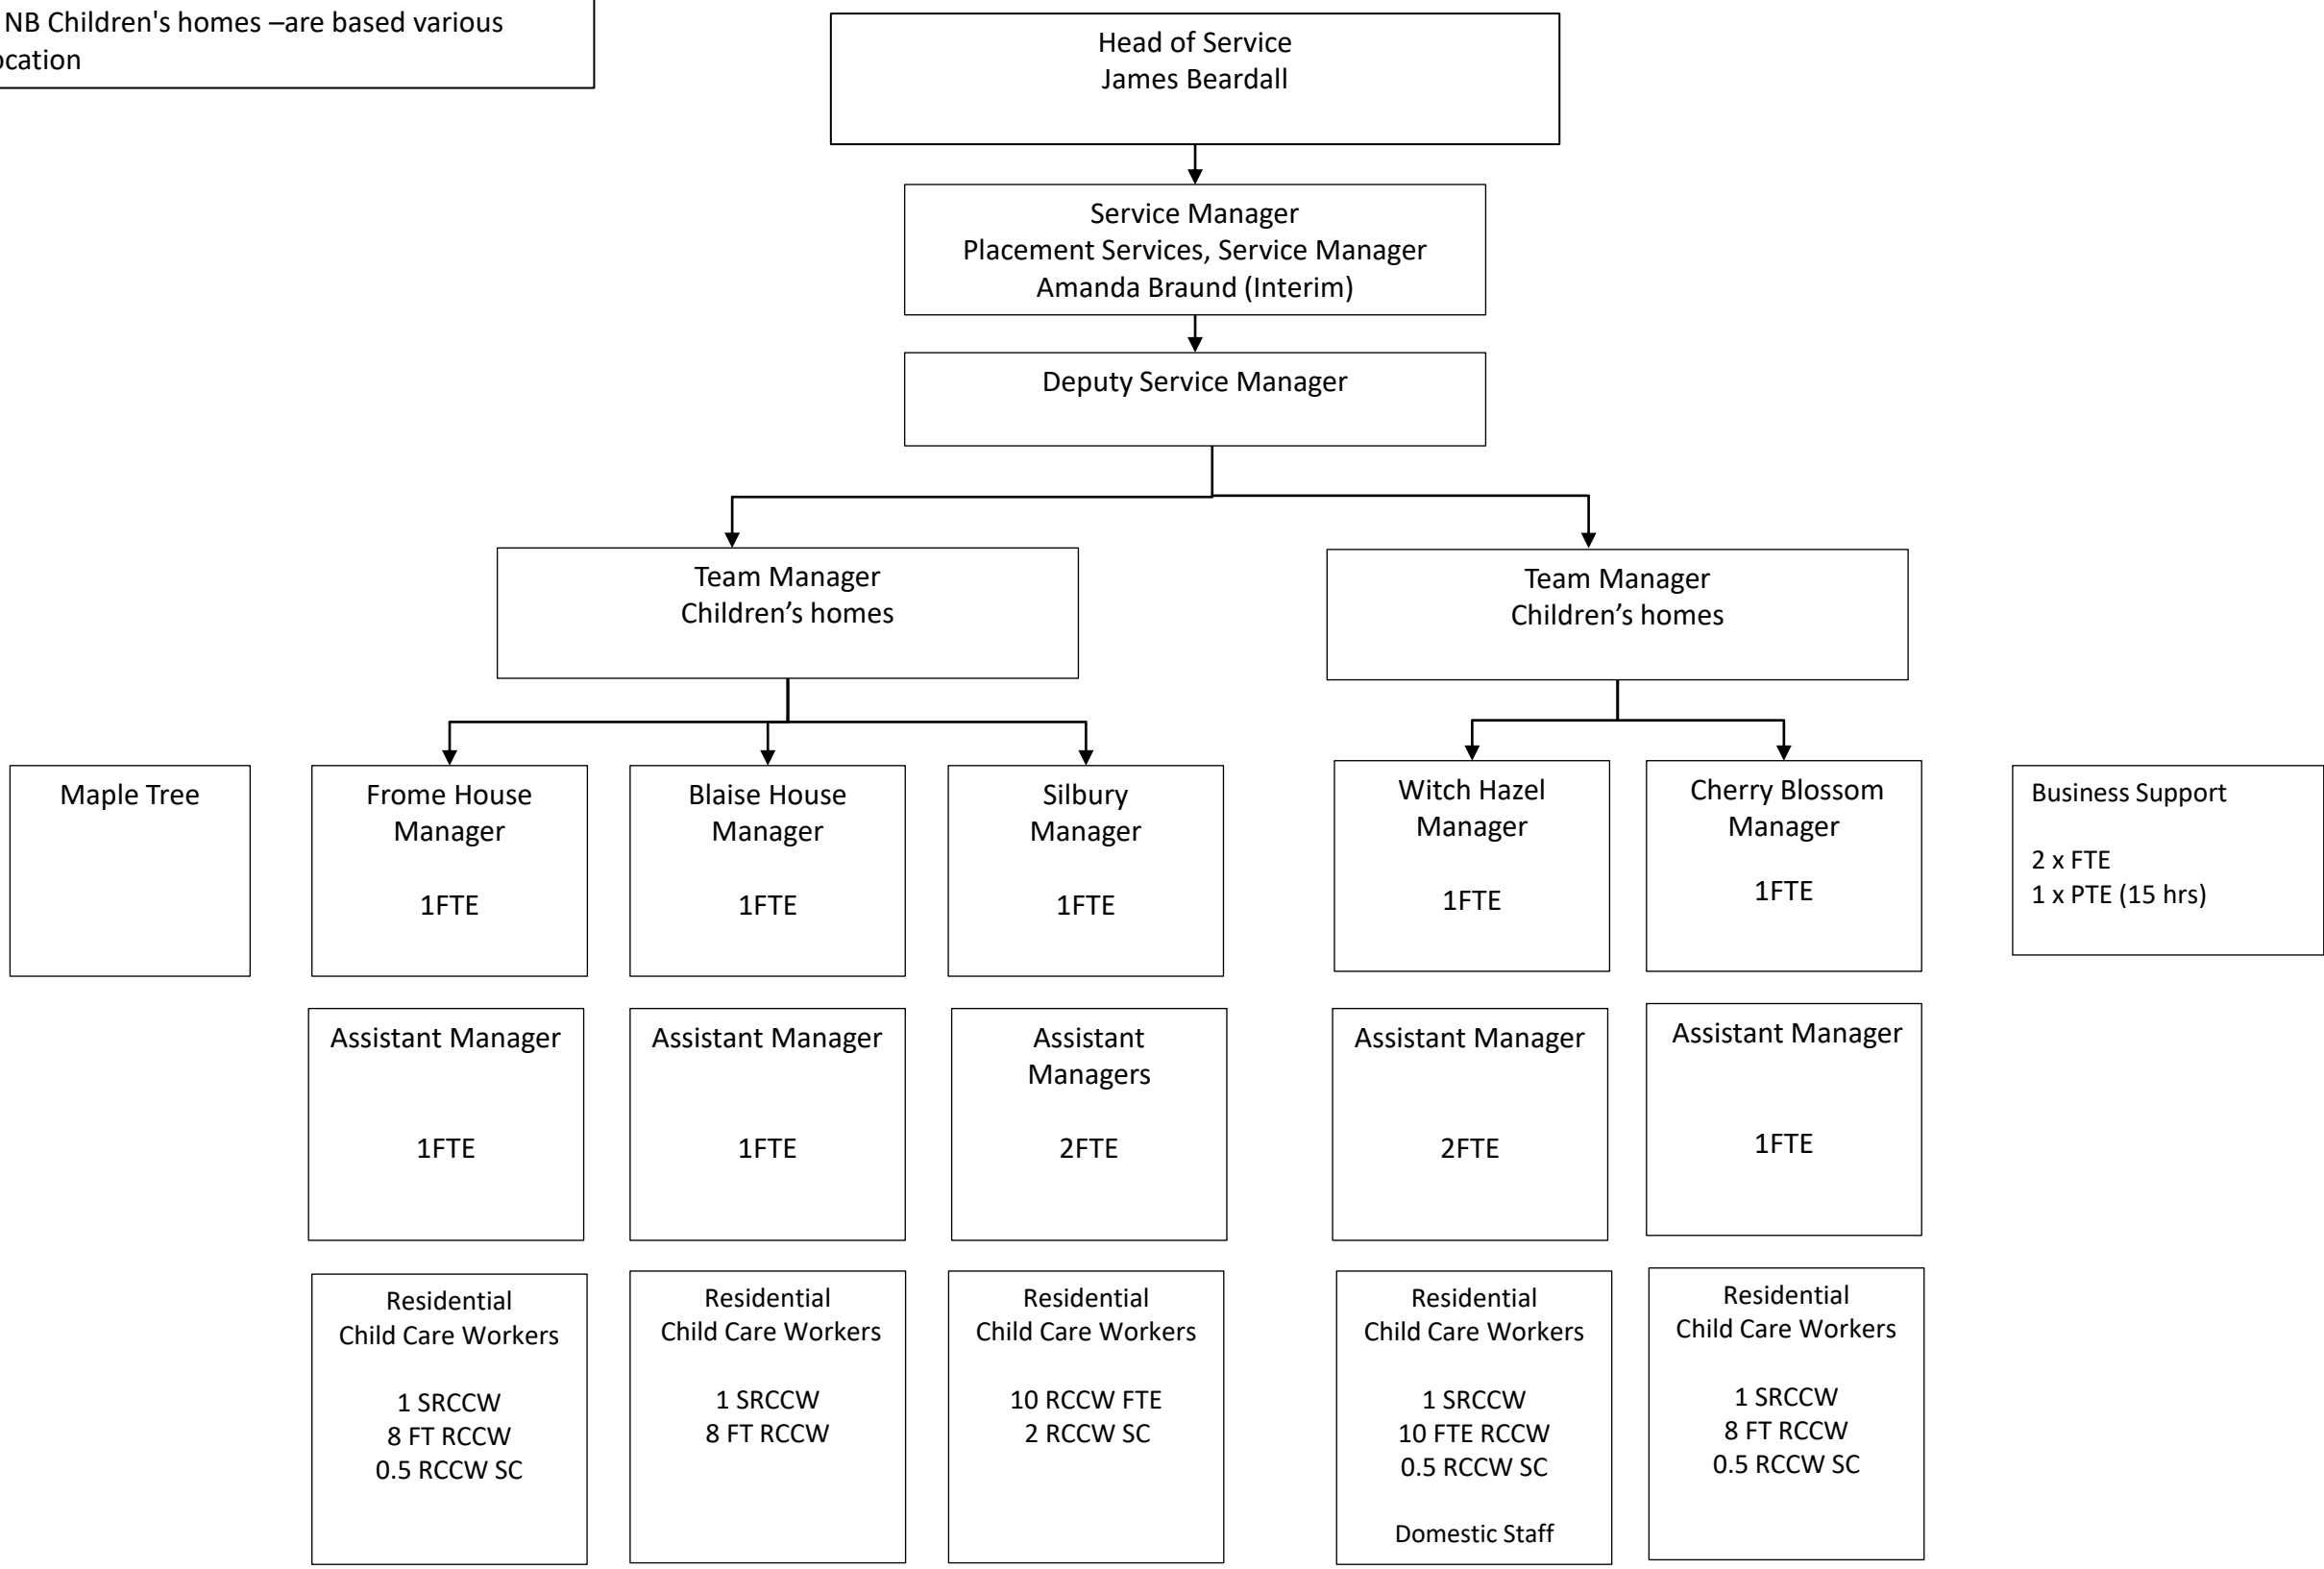 NB Children's homes –are based various
ocation
Head of Service
James Beardall
Service Manager
Placement Services, Service Manager
Amanda Braund (Interim)
Deputy Service Manager
Team Manager
Children’s homes
Team Manager
Children’s homes
Maple Tree
Frome House
Manager
1FTE
Blaise House
Manager
1FTE
Silbury
Manager
1FTE
Witch Hazel
Manager
1FTE
Cherry Blossom
Manager
1FTE
Business Support
2 x FTE
1 x PTE (15 hrs)
Assistant Manager
1FTE
Assistant Manager
1FTE
Assistant
Managers
2FTE
Assistant Manager
2FTE
Assistant Manager
1FTE
Residential
Child Care Workers
1 SRCCW
8 FT RCCW
0.5 RCCW SC
Residential
Child Care Workers
1 SRCCW
8 FT RCCW
Residential
Child Care Workers
10 RCCW FTE
2 RCCW SC
Residential
Child Care Workers
1 SRCCW
10 FTE RCCW
0.5 RCCW SC
Domestic Staff
Residential
Child Care Workers
1 SRCCW
8 FT RCCW
0.5 RCCW SC